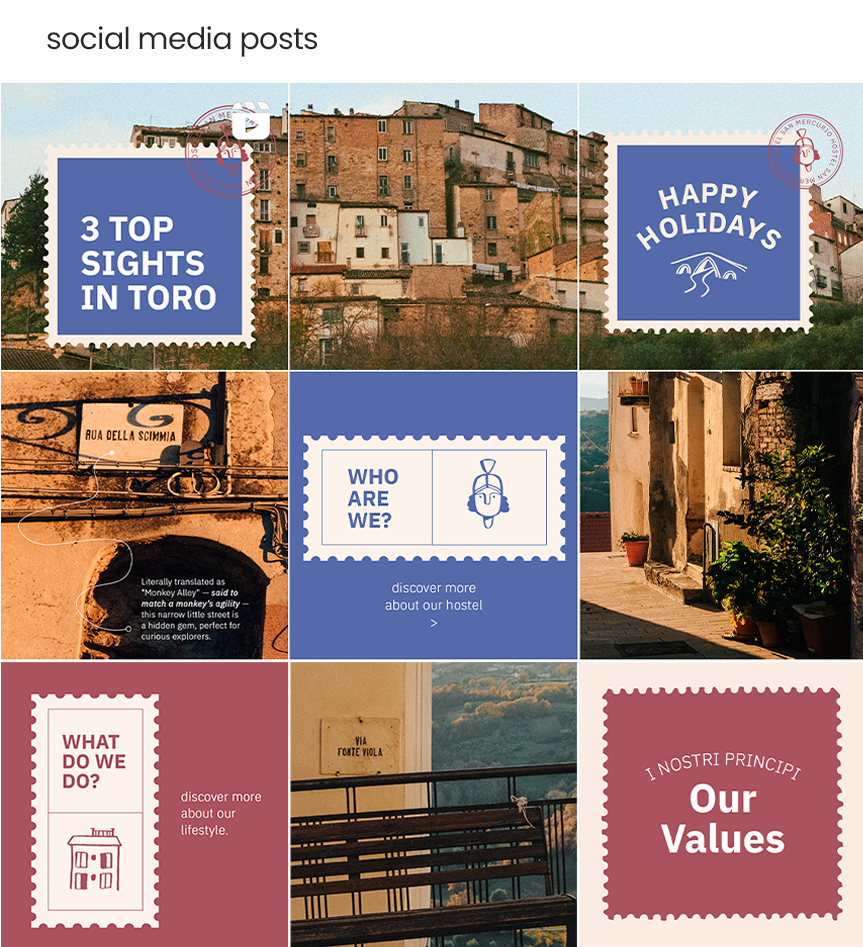 social media posts
3 TOP
SIGHTS
IN TORO
HOSTEL SAN MERCURIO HOSTEL SAN MERCURIO
HAPPY
HOLIDAYS
RUA DELLA SCIMMIA
Literally translated as
"Monkey Alley" — said to
match a monkey's agility —
this narrow little street is
a hidden gem, perfect for
curious explorers.
WHO
ARE
WE?
discover more
about our hostel
>
WHAT
DO WE
DO?
discover more
about our
lifestyle.
VIA
FONTE VIOLA
I NOSTRI PRINCIPI
Our
Values